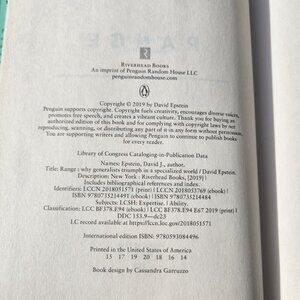 RIVERHEAD BOOKS
An imprint of Penguin Random House LLC
penguinrandomhouse.com
Copyright © 2019 by David Epstein
Penguin supports copyright. Copyright fuels creativity, encourages diverse voices,
promotes free speech, and creates a vibrant culture. Thank you for buying an
authorized edition of this book and for complying with copyright laws by not
reproducing, scanning, or distributing any part of it in any form without permission.
You are supporting writers and allowing Penguin to continue to publish books
for every reader.
Library of Congress Cataloging-in-Publication Data
Names: Epstein, David J., author.
Title: Range : why generalists triumph in a specialized world / David Epstein.
Description: New York : Riverhead Books, [2019] |
Includes bibliographical references and index.
Identifiers: LCCN 2018051571 (print) | LCCN 2018053769 (ebook) |
ISBN 9780735214491 (ebook) | ISBN 9780735214484
Subjects: LCSH: Expertise. | Ability.
Classification: LCC BF378.E94 (ebook) | LCC BF378.E94 E67 2019 (print) |
DDC 153.9—dc23
LC record available at https://lccn.loc.gov/2018051571
International edition ISBN: 9780593084496
Printed in the United States of America
15 17 19 20 18 16 14
Book design by Cassandra Garruzzo